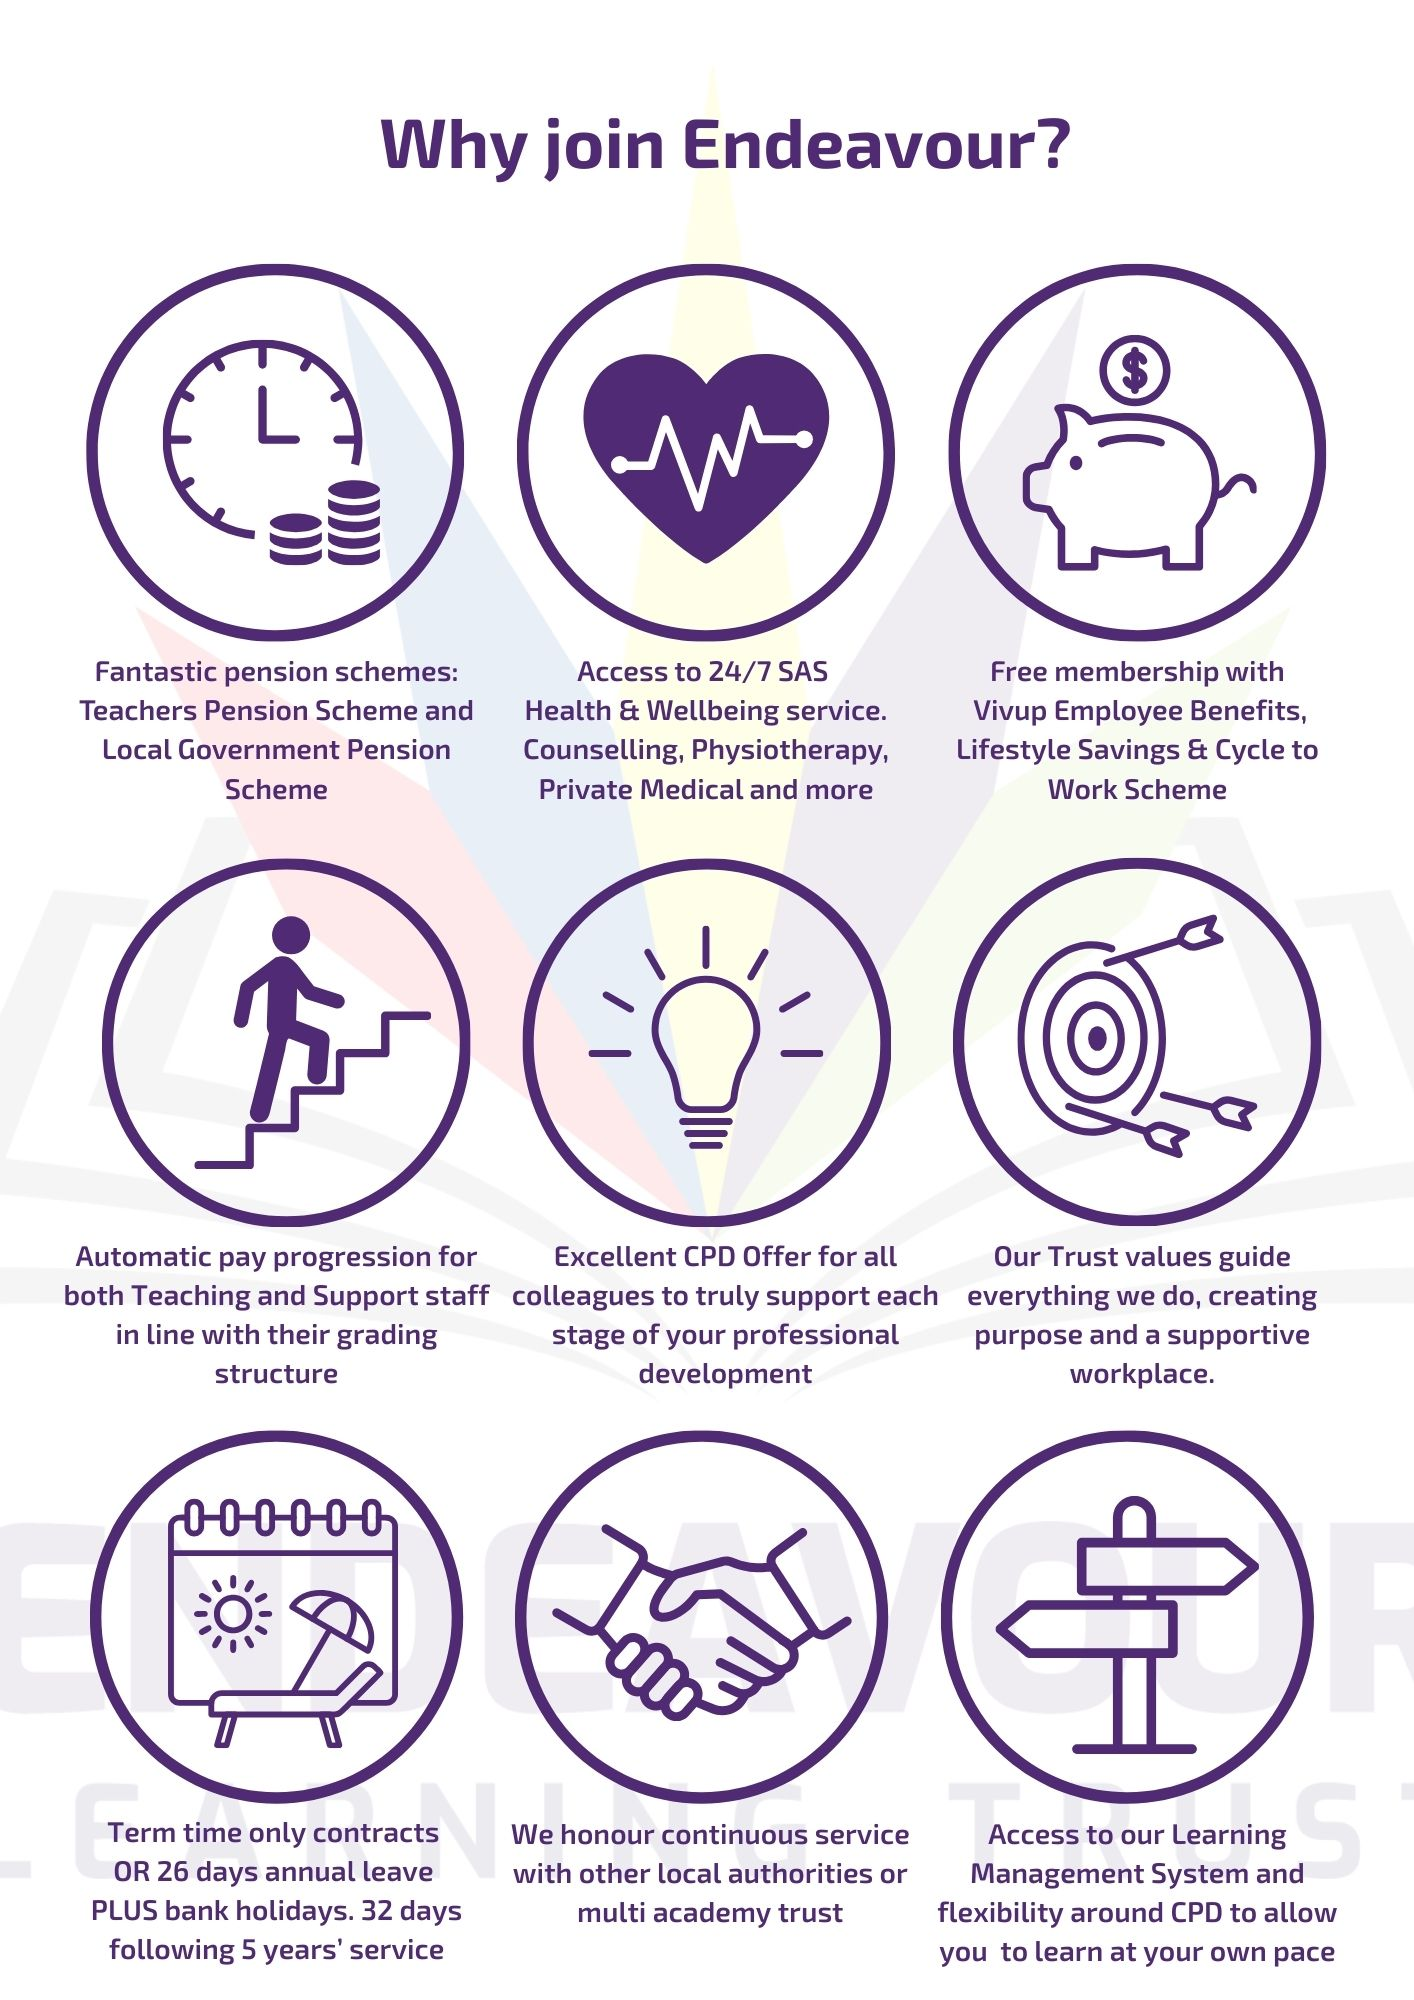 Why join Endeavour?
$
Fantastic pension schemes:
Teachers Pension Scheme and
Local Government Pension
Scheme
Access to 24/7 SAS
Health & Wellbeing service.
Counselling, Physiotherapy,
Private Medical and more
Free membership with
Vivup Employee Benefits,
Lifestyle Savings & Cycle to
Work Scheme
Automatic pay progression for
both Teaching and Support staff
in line with their grading
structure
Excellent CPD Offer for all
colleagues to truly support each
stage of your professional
development
Our Trust values guide
everything we do, creating
purpose and a supportive
workplace.
ENDEAVOUR
LEARNING TRUST
Term time only contracts
OR 26 days annual leave
PLUS bank holidays. 32 days
following 5 years’ service
We honour continuous service
with other local authorities or
multi academy trust
Access to our Learning
Management System and
flexibility around CPD to allow
you  to learn at your own pace